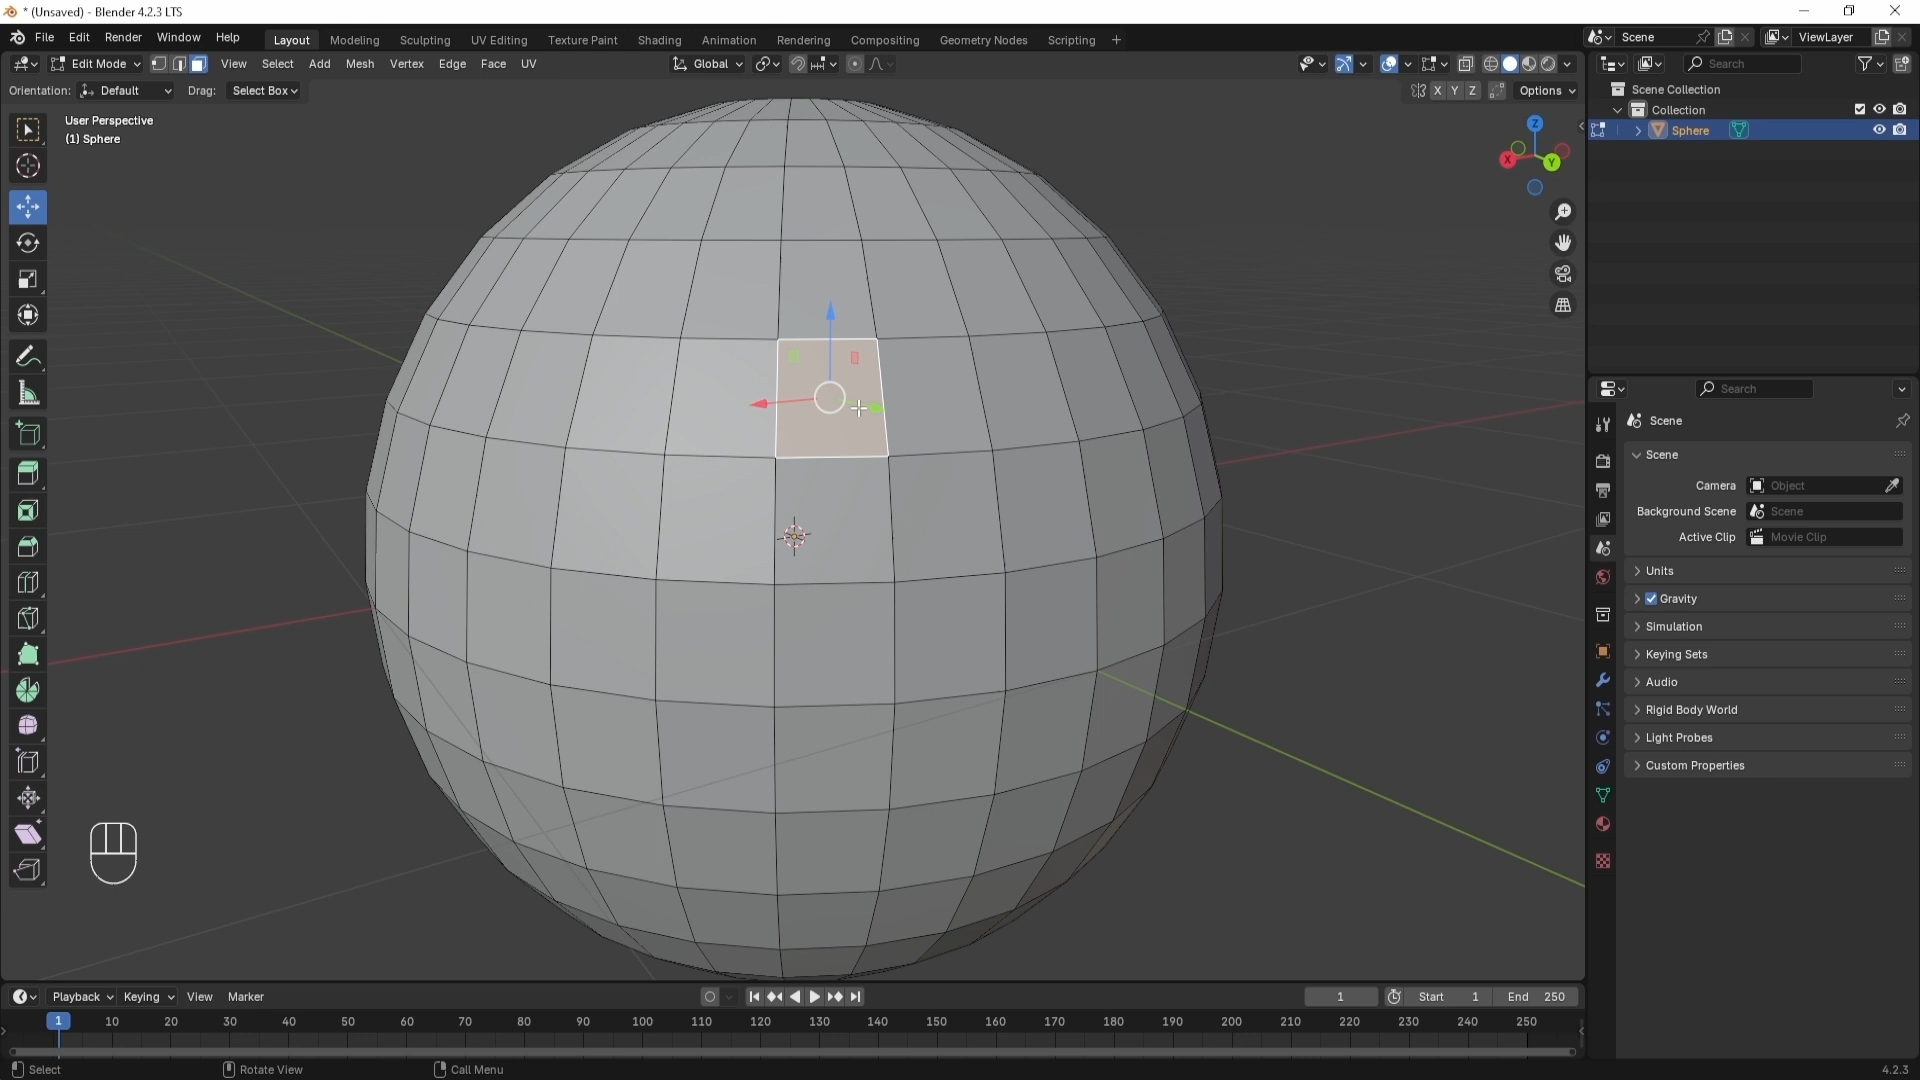 * (Unsaved) - Blender 4.2.3 LTS
File Edit Render Window Help Layout Modeling Sculpting UV Editing Texture Paint Shading Animation Rendering Compositing Geometry Nodes Scripting + Scene ViewLayer
Edit Mode View Select Add Mesh Vertex Edge Face UV Global Search
Orientation: Default Drag: Select Box X Y Z Options
Scene Collection
Collection
Sphere
User Perspective
(1) Sphere
Z
X Y
Search
Scene
Scene
Camera Object
Background Scene Scene
Active Clip Movie Clip
Units
Gravity
Simulation
Keying Sets
Audio
Rigid Body World
Light Probes
Custom Properties
Playback Keying View Marker 1 Start 1 End 250
1 10 20 30 40 50 60 70 80 90 100 110 120 130 140 150 160 170 180 190 200 210 220 230 240 250
Select Rotate View Call Menu 4.2.3